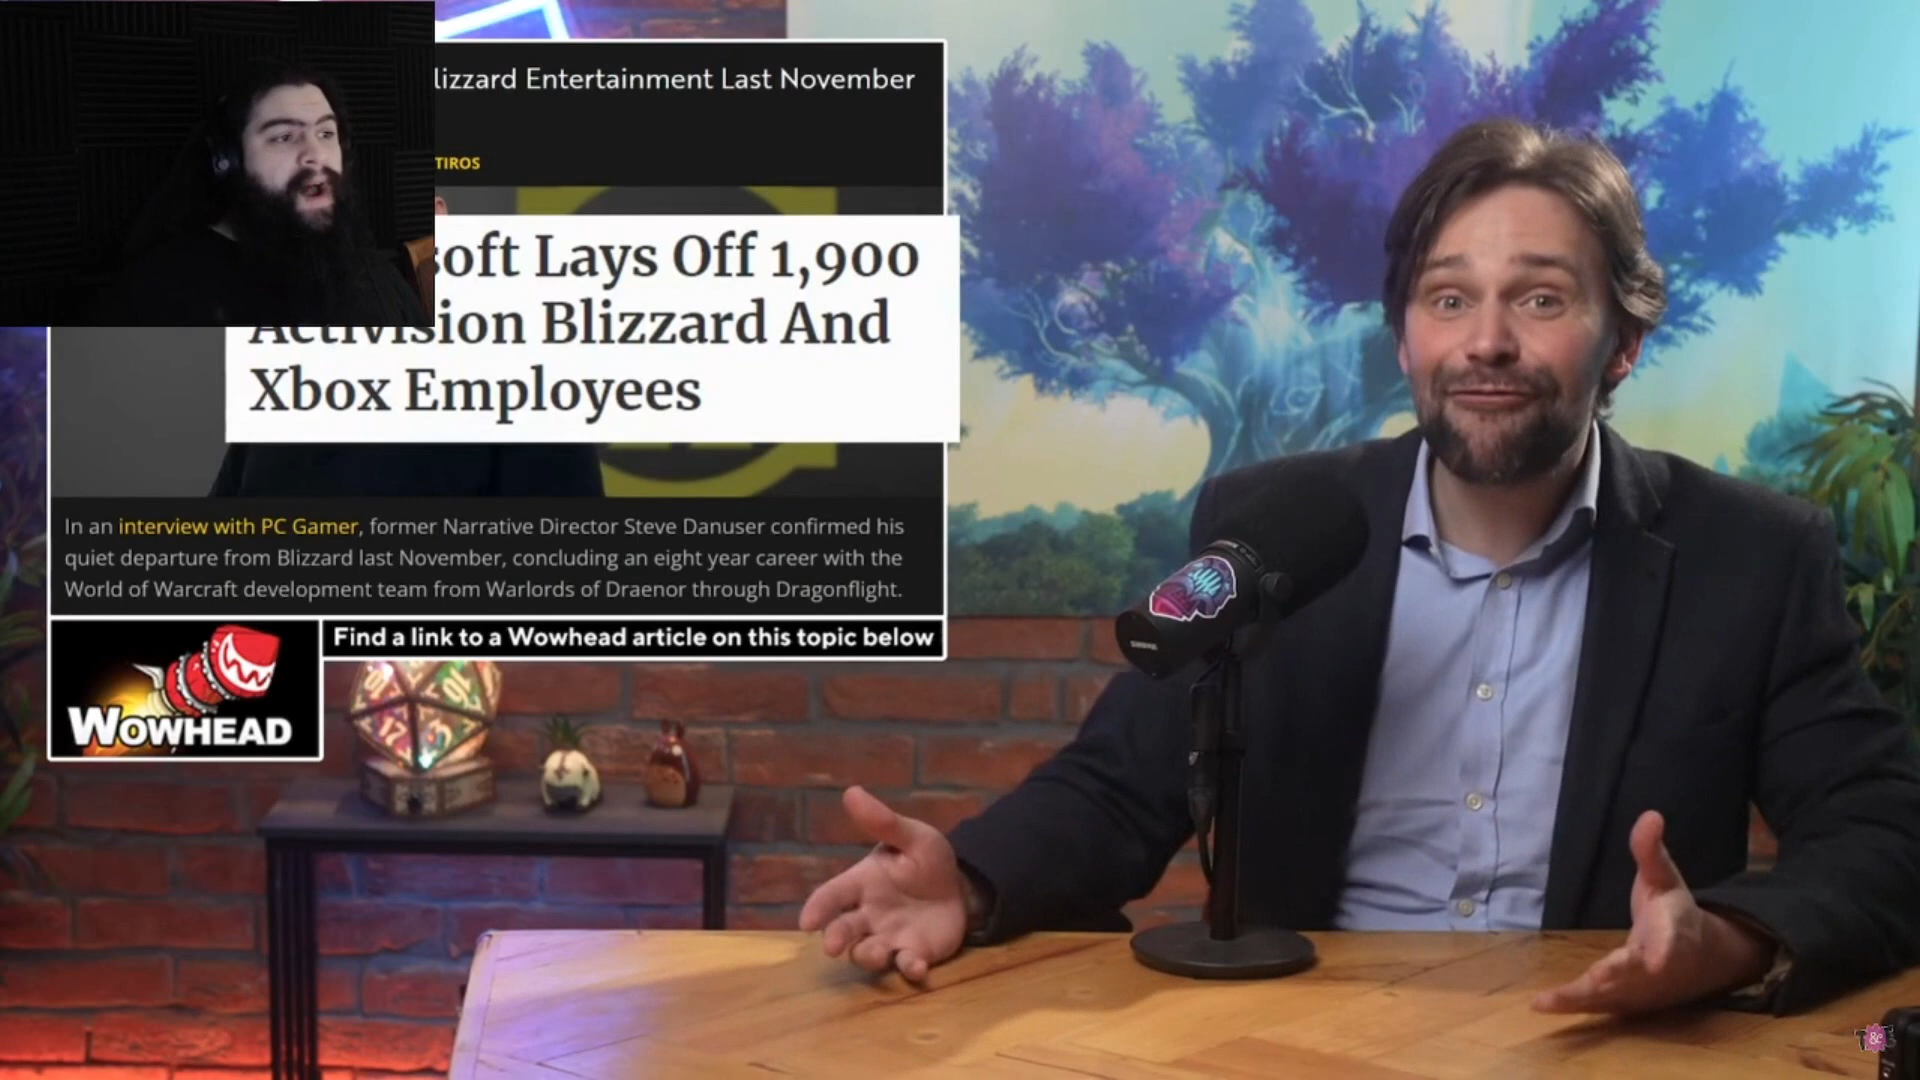 lizzard Entertainment Last November
TIROS
soft Lays Off 1,900
Activision Blizzard And
Xbox Employees
In an interview with PC Gamer, former Narrative Director Steve Danuser confirmed his
quiet departure from Blizzard last November, concluding an eight year career with the
World of Warcraft development team from Warlords of Draenor through Dragonflight.
Find a link to a Wowhead article on this topic below
WOWHEAD
17